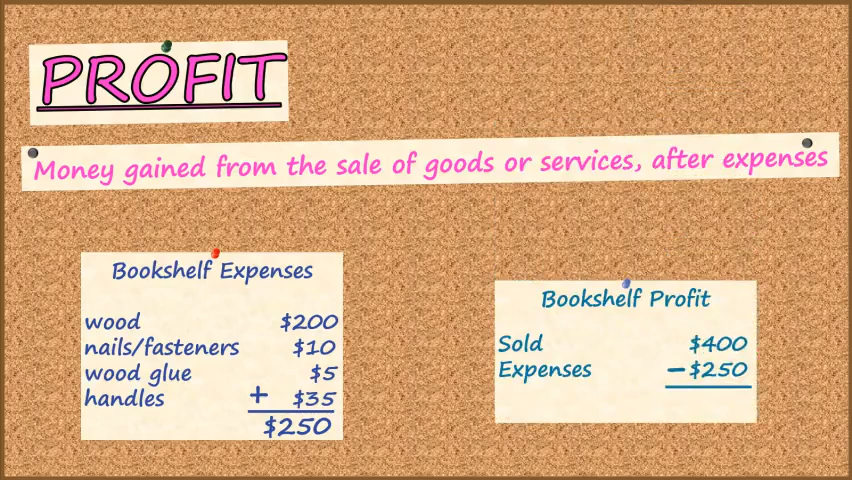 PROFIT
Money gained from the sale of goods or services, after expenses
Bookshelf Expenses
wood $200
nails/fasteners $10
wood glue $5
handles + $35
$250
Bookshelf Profit
Sold $400
Expenses -$250